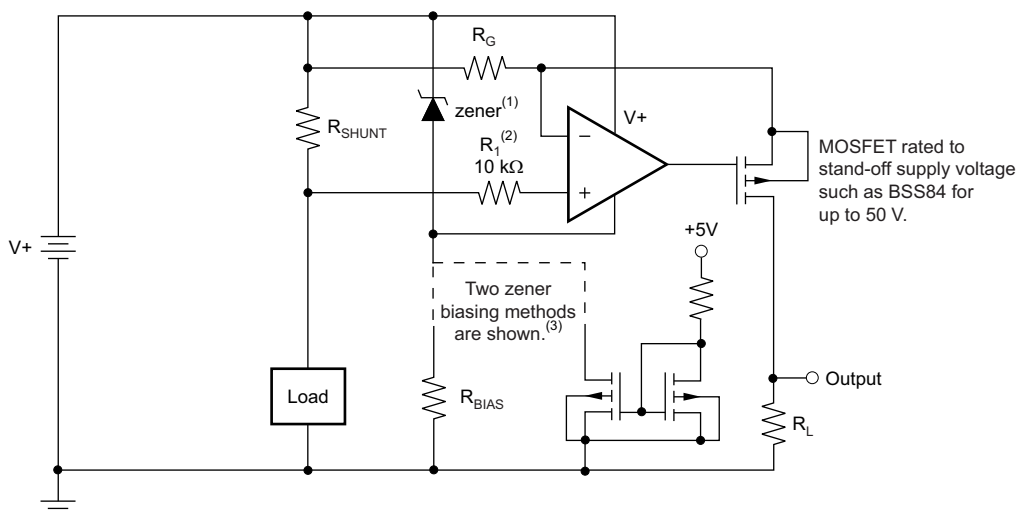 R_G
V+
zener(1)
R_SHUNT
R_1(2)
10 kΩ
−
+
MOSFET rated to
stand-off supply voltage
such as BSS84 for
up to 50 V.
V+
+5V
Two zener
biasing methods
are shown.(3)
Output
Load
R_BIAS
R_L